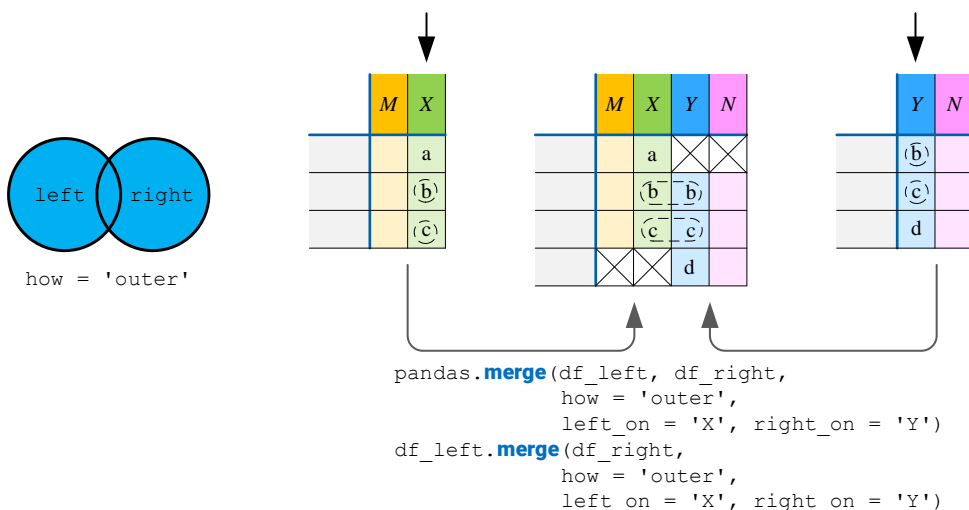 M X
a
b
c
M X Y N
a
b b
c c
d
Y N
b
c
d
left right
how = 'outer'
pandas.merge(df_left, df_right,
how = 'outer',
left_on = 'X', right_on = 'Y')
df_left.merge(df_right,
how = 'outer',
left_on = 'X', right_on = 'Y')